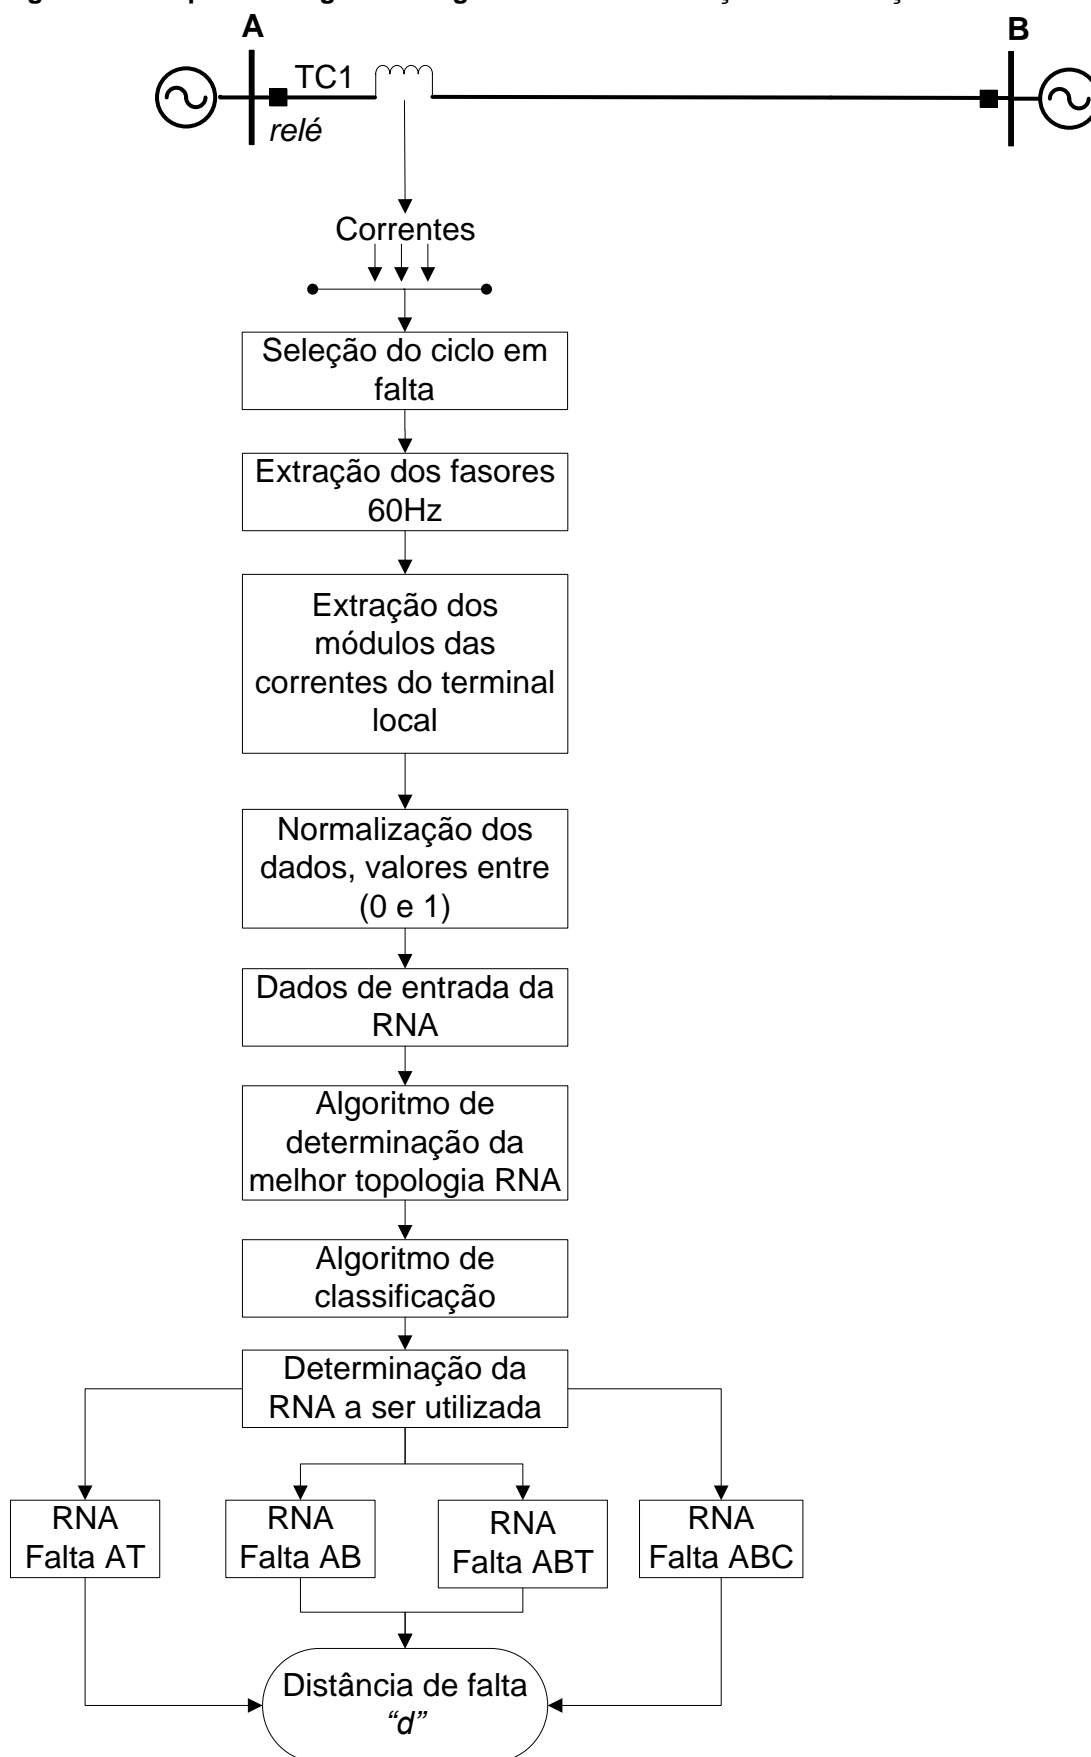 A
B
TC1
relé
Correntes
Seleção do ciclo em
falta
Extração dos fasores
60Hz
Extração dos
módulos das
correntes do terminal
local
Normalização dos
dados, valores entre
(0 e 1)
Dados de entrada da
RNA
Algoritmo de
determinação da
melhor topologia RNA
Algoritmo de
classificação
Determinação da
RNA a ser utilizada
RNA
Falta AT
RNA
Falta AB
RNA
Falta ABT
RNA
Falta ABC
Distância de falta
“d”